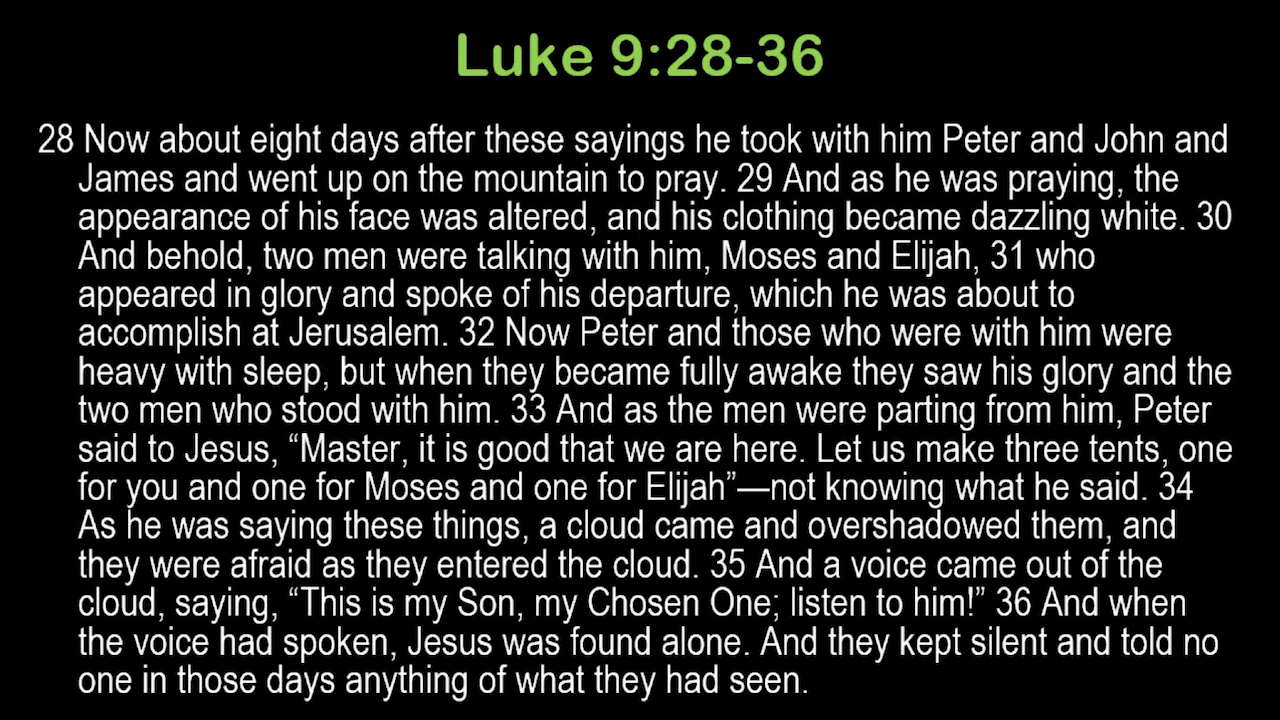 Luke 9:28-36
28 Now about eight days after these sayings he took with him Peter and John and
James and went up on the mountain to pray. 29 And as he was praying, the
appearance of his face was altered, and his clothing became dazzling white. 30
And behold, two men were talking with him, Moses and Elijah, 31 who
appeared in glory and spoke of his departure, which he was about to
accomplish at Jerusalem. 32 Now Peter and those who were with him were
heavy with sleep, but when they became fully awake they saw his glory and the
two men who stood with him. 33 And as the men were parting from him, Peter
said to Jesus, “Master, it is good that we are here. Let us make three tents, one
for you and one for Moses and one for Elijah”—not knowing what he said. 34
As he was saying these things, a cloud came and overshadowed them, and
they were afraid as they entered the cloud. 35 And a voice came out of the
cloud, saying, “This is my Son, my Chosen One; listen to him!” 36 And when
the voice had spoken, Jesus was found alone. And they kept silent and told no
one in those days anything of what they had seen.